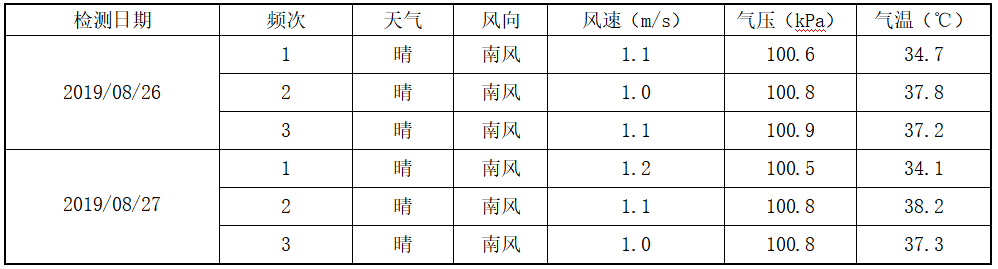 检测日期 频次 天气 风向 风速（m/s） 气压（kPa） 气温（℃）
1 晴 南风 1.1 100.6 34.7
2019/08/26 2 晴 南风 1.0 100.8 37.8
3 晴 南风 1.1 100.9 37.2
1 晴 南风 1.2 100.5 34.1
2019/08/27 2 晴 南风 1.1 100.8 38.2
3 晴 南风 1.0 100.8 37.3